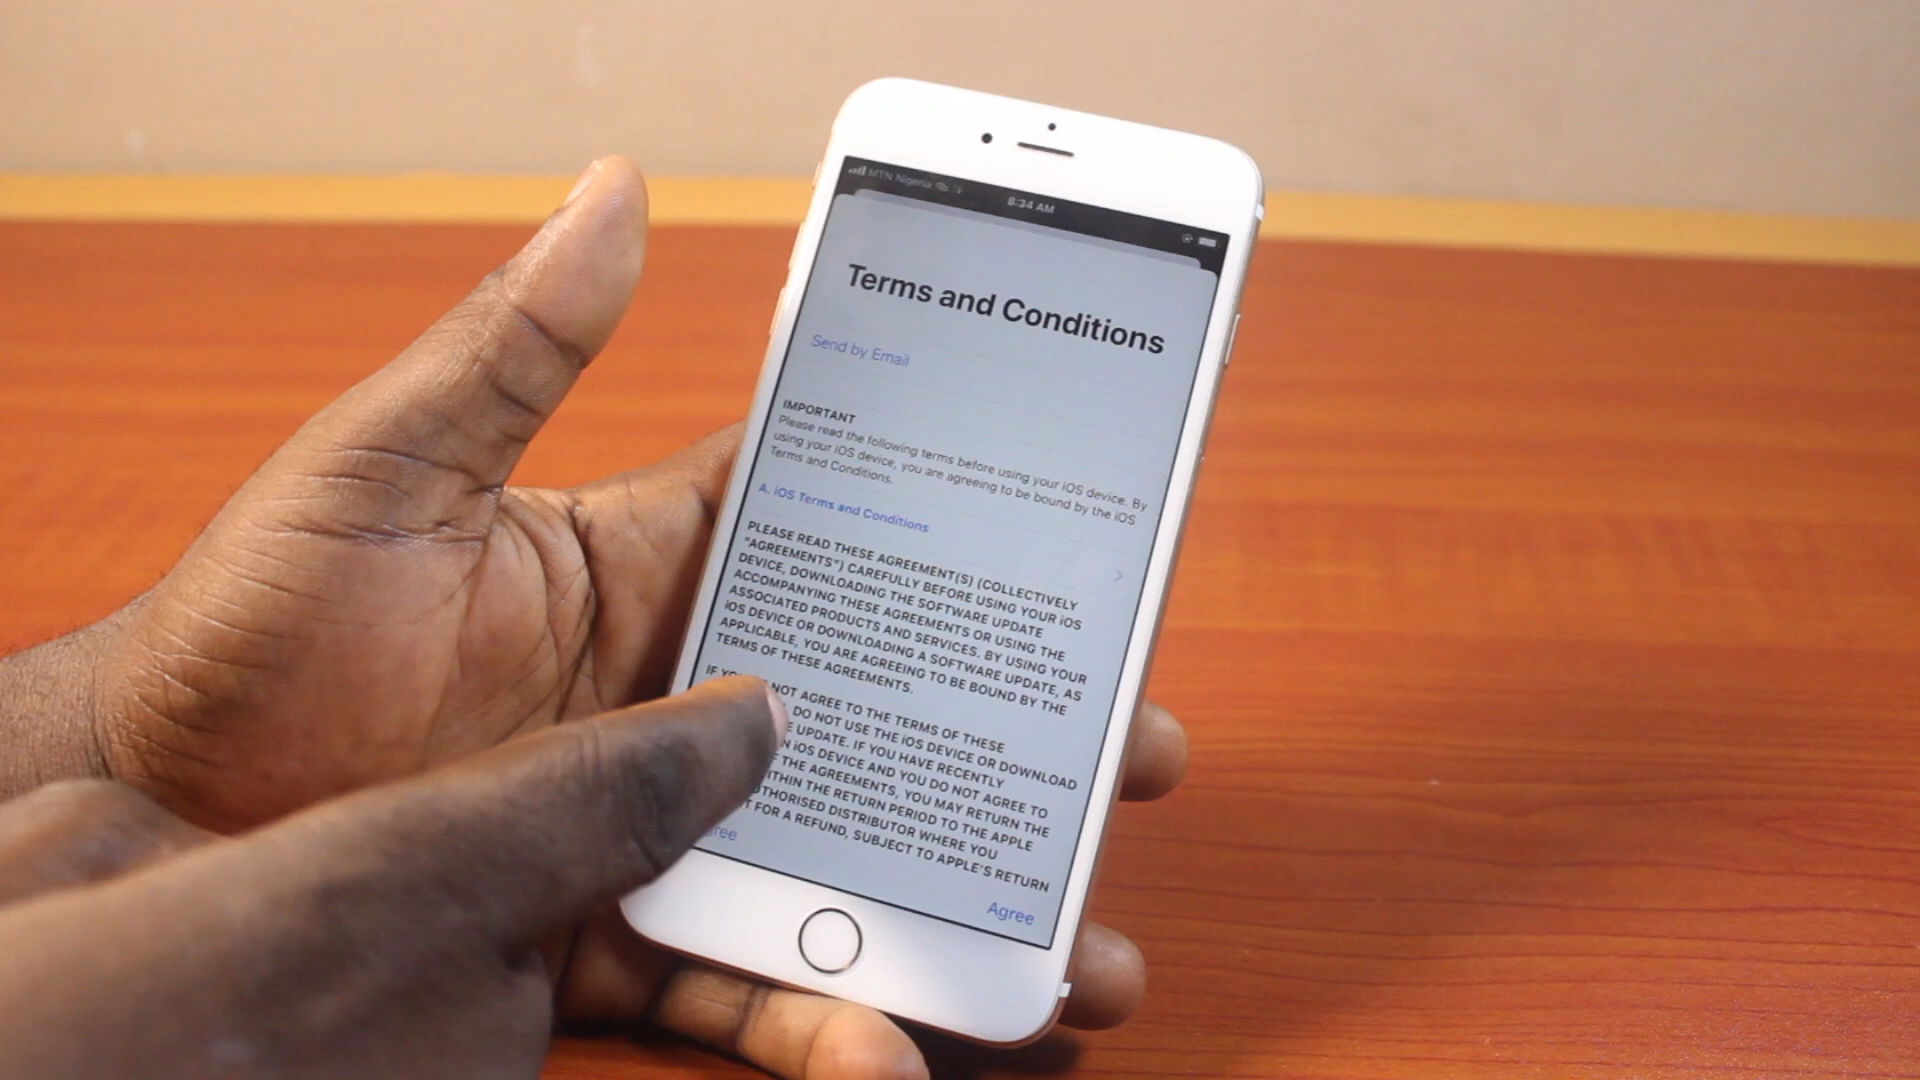 MTN Nigeria
8:34 AM
Terms and Conditions
Send by Email
IMPORTANT
Please read the following terms before using your iOS device. By
using your iOS device, you are agreeing to be bound by the iOS
Terms and Conditions.
A. iOS Terms and Conditions
PLEASE READ THESE AGREEMENT(S) (COLLECTIVELY
"AGREEMENTS") CAREFULLY BEFORE USING YOUR iOS
DEVICE, DOWNLOADING THE SOFTWARE UPDATE
ACCOMPANYING THESE AGREEMENTS OR USING THE
ASSOCIATED PRODUCTS AND SERVICES. BY USING YOUR
iOS DEVICE OR DOWNLOADING A SOFTWARE UPDATE, AS
APPLICABLE, YOU ARE AGREEING TO BE BOUND BY THE
TERMS OF THESE AGREEMENTS.
IF NOT AGREE TO THE TERMS OF THESE
DO NOT USE THE iOS DEVICE OR DOWNLOAD
UPDATE. IF YOU HAVE RECENTLY
iOS DEVICE AND YOU DO NOT AGREE TO
THE AGREEMENTS, YOU MAY RETURN THE
THE RETURN PERIOD TO THE APPLE
DISTRIBUTOR WHERE YOU
FOR A REFUND, SUBJECT TO APPLE'S RETURN
Agree